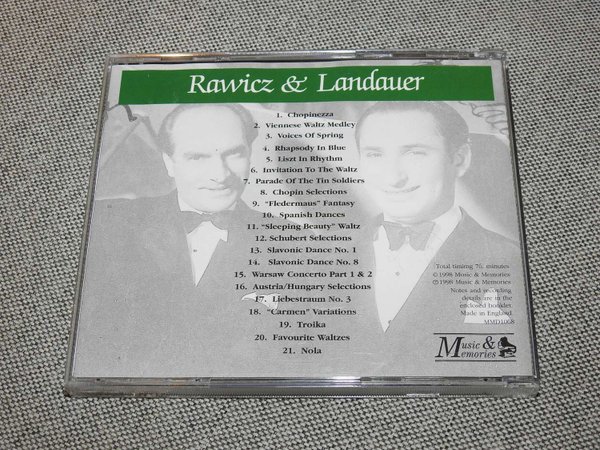 Rawicz & Landauer
1. Chopinezza
2. Viennese Waltz Medley
3. Voices Of Spring
4. Rhapsody In Blue
5. Liszt In Rhythm
6. Invitation To The Waltz
7. Parade Of The Tin Soldiers
8. Chopin Selections
9. "Fledermaus" Fantasy
10. Spanish Dances
11. "Sleeping Beauty" Waltz
12. Schubert Selections
13. Slavonic Dance No. 1
14. Slavonic Dance No. 8
15. Warsaw Concerto Part 1 & 2
16. Austria/Hungary Selections
17. Liebestraum No. 3
18. "Carmen" Variations
19. Troika
20. Favourite Waltzes
21. Nola
Total timing 76. minutes
©1998 Music & Memories
℗1998 Music & Memories
Notes and recording
details are in the
enclosed booklet.
Made in England.
MMD1068
Music &
Memories